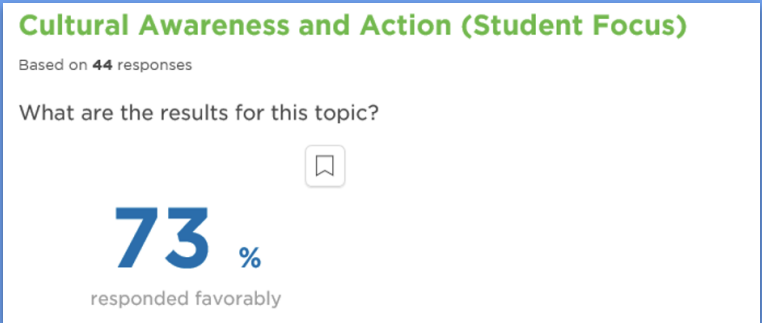 Cultural Awareness and Action (Student Focus)
Based on 44 responses
What are the results for this topic?
73 %
responded favorably